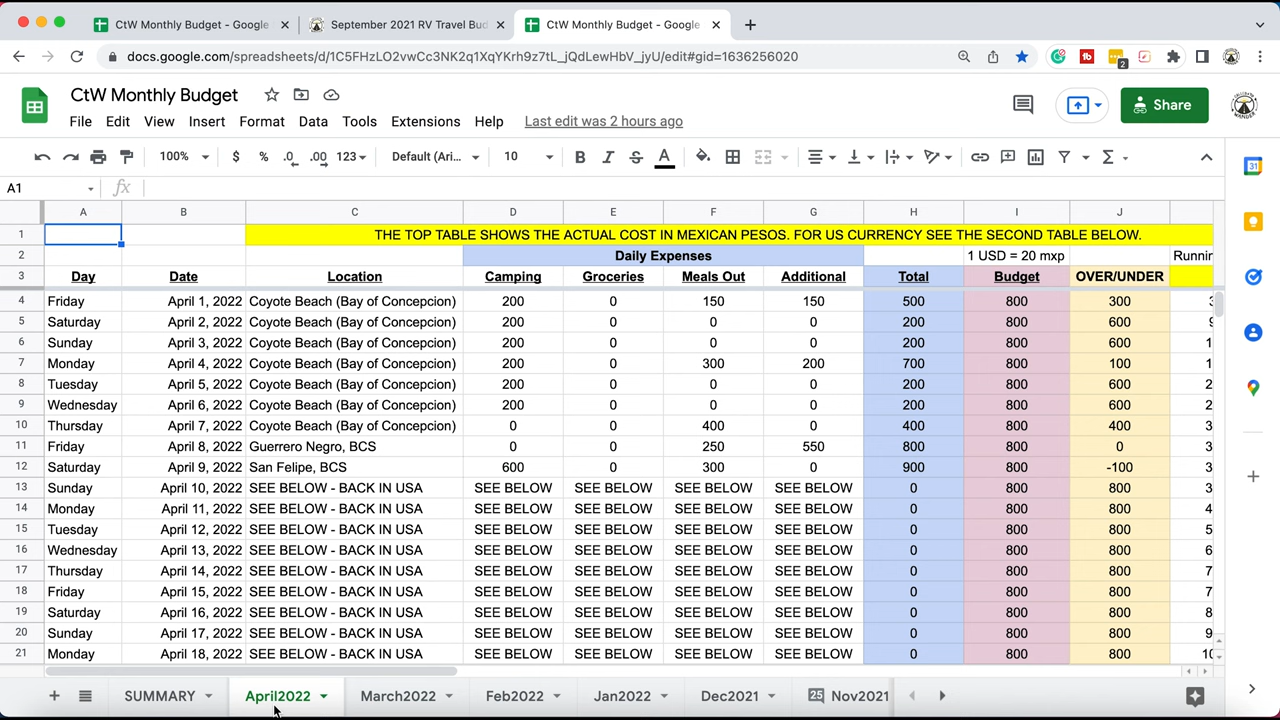 CtW Monthly Budget - Google
September 2021 RV Travel Bud
CtW Monthly Budget - Google
docs.google.com/spreadsheets/d/1C5FHzLO2vwCc3NK2q1XqYKrh9z7tL_jQdLewHbV_jyU/edit#gid=1636256020
2
CtW Monthly Budget
File Edit View Insert Format Data Tools Extensions Help Last edit was 2 hours ago
Share
100% $ % .0 .00 123 Default (Ari... 10 B I S A
31
A1 fx
A B C D E F G H I J
1 THE TOP TABLE SHOWS THE ACTUAL COST IN MEXICAN PESOS. FOR US CURRENCY SEE THE SECOND TABLE BELOW.
2 Daily Expenses 1 USD = 20 mxp Runnin
3 Day Date Location Camping Groceries Meals Out Additional Total Budget OVER/UNDER
4 Friday April 1, 2022 Coyote Beach (Bay of Concepcion) 200 0 150 150 500 800 300 3
5 Saturday April 2, 2022 Coyote Beach (Bay of Concepcion) 200 0 0 0 200 800 600 9
6 Sunday April 3, 2022 Coyote Beach (Bay of Concepcion) 200 0 0 0 200 800 600 1
7 Monday April 4, 2022 Coyote Beach (Bay of Concepcion) 200 0 300 200 700 800 100 1
8 Tuesday April 5, 2022 Coyote Beach (Bay of Concepcion) 200 0 0 0 200 800 600 2
9 Wednesday April 6, 2022 Coyote Beach (Bay of Concepcion) 200 0 0 0 200 800 600 2
10 Thursday April 7, 2022 Coyote Beach (Bay of Concepcion) 0 0 400 0 400 800 400 3
11 Friday April 8, 2022 Guerrero Negro, BCS 0 0 250 550 800 800 0 3
12 Saturday April 9, 2022 San Felipe, BCS 600 0 300 0 900 800 -100 3
13 Sunday April 10, 2022 SEE BELOW - BACK IN USA SEE BELOW SEE BELOW SEE BELOW SEE BELOW 0 800 800 3
14 Monday April 11, 2022 SEE BELOW - BACK IN USA SEE BELOW SEE BELOW SEE BELOW SEE BELOW 0 800 800 4
15 Tuesday April 12, 2022 SEE BELOW - BACK IN USA SEE BELOW SEE BELOW SEE BELOW SEE BELOW 0 800 800 5
16 Wednesday April 13, 2022 SEE BELOW - BACK IN USA SEE BELOW SEE BELOW SEE BELOW SEE BELOW 0 800 800 6
17 Thursday April 14, 2022 SEE BELOW - BACK IN USA SEE BELOW SEE BELOW SEE BELOW SEE BELOW 0 800 800 7
18 Friday April 15, 2022 SEE BELOW - BACK IN USA SEE BELOW SEE BELOW SEE BELOW SEE BELOW 0 800 800 8
19 Saturday April 16, 2022 SEE BELOW - BACK IN USA SEE BELOW SEE BELOW SEE BELOW SEE BELOW 0 800 800 8
20 Sunday April 17, 2022 SEE BELOW - BACK IN USA SEE BELOW SEE BELOW SEE BELOW SEE BELOW 0 800 800 9
21 Monday April 18, 2022 SEE BELOW - BACK IN USA SEE BELOW SEE BELOW SEE BELOW SEE BELOW 0 800 800 10
SUMMARY April2022 March2022 Feb2022 Jan2022 Dec2021 25 Nov2021